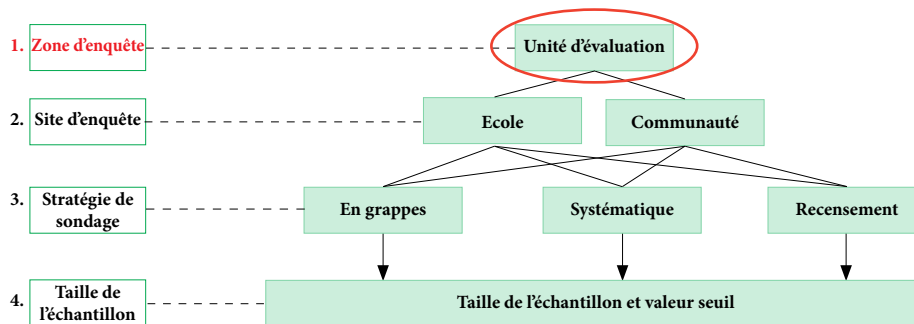 1. Zone d'enquête
Unité d'évaluation
2. Site d'enquête
Ecole
Communauté
3. Stratégie de
sondage
En grappes
Systématique
Recensement
4. Taille de
l'échantillon
Taille de l'échantillon et valeur seuil